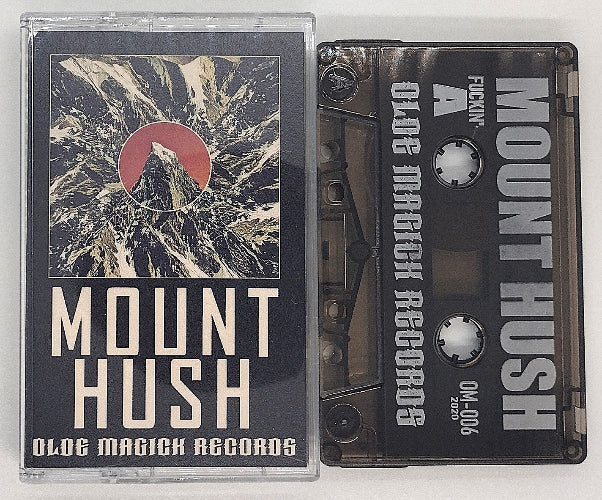 MOUNT
HUSH
OLDE MAGICK RECORDS
MOUNT HUSH
FUCKIN'
A
OLDE MAGICK RECORDS
OM-006
2020